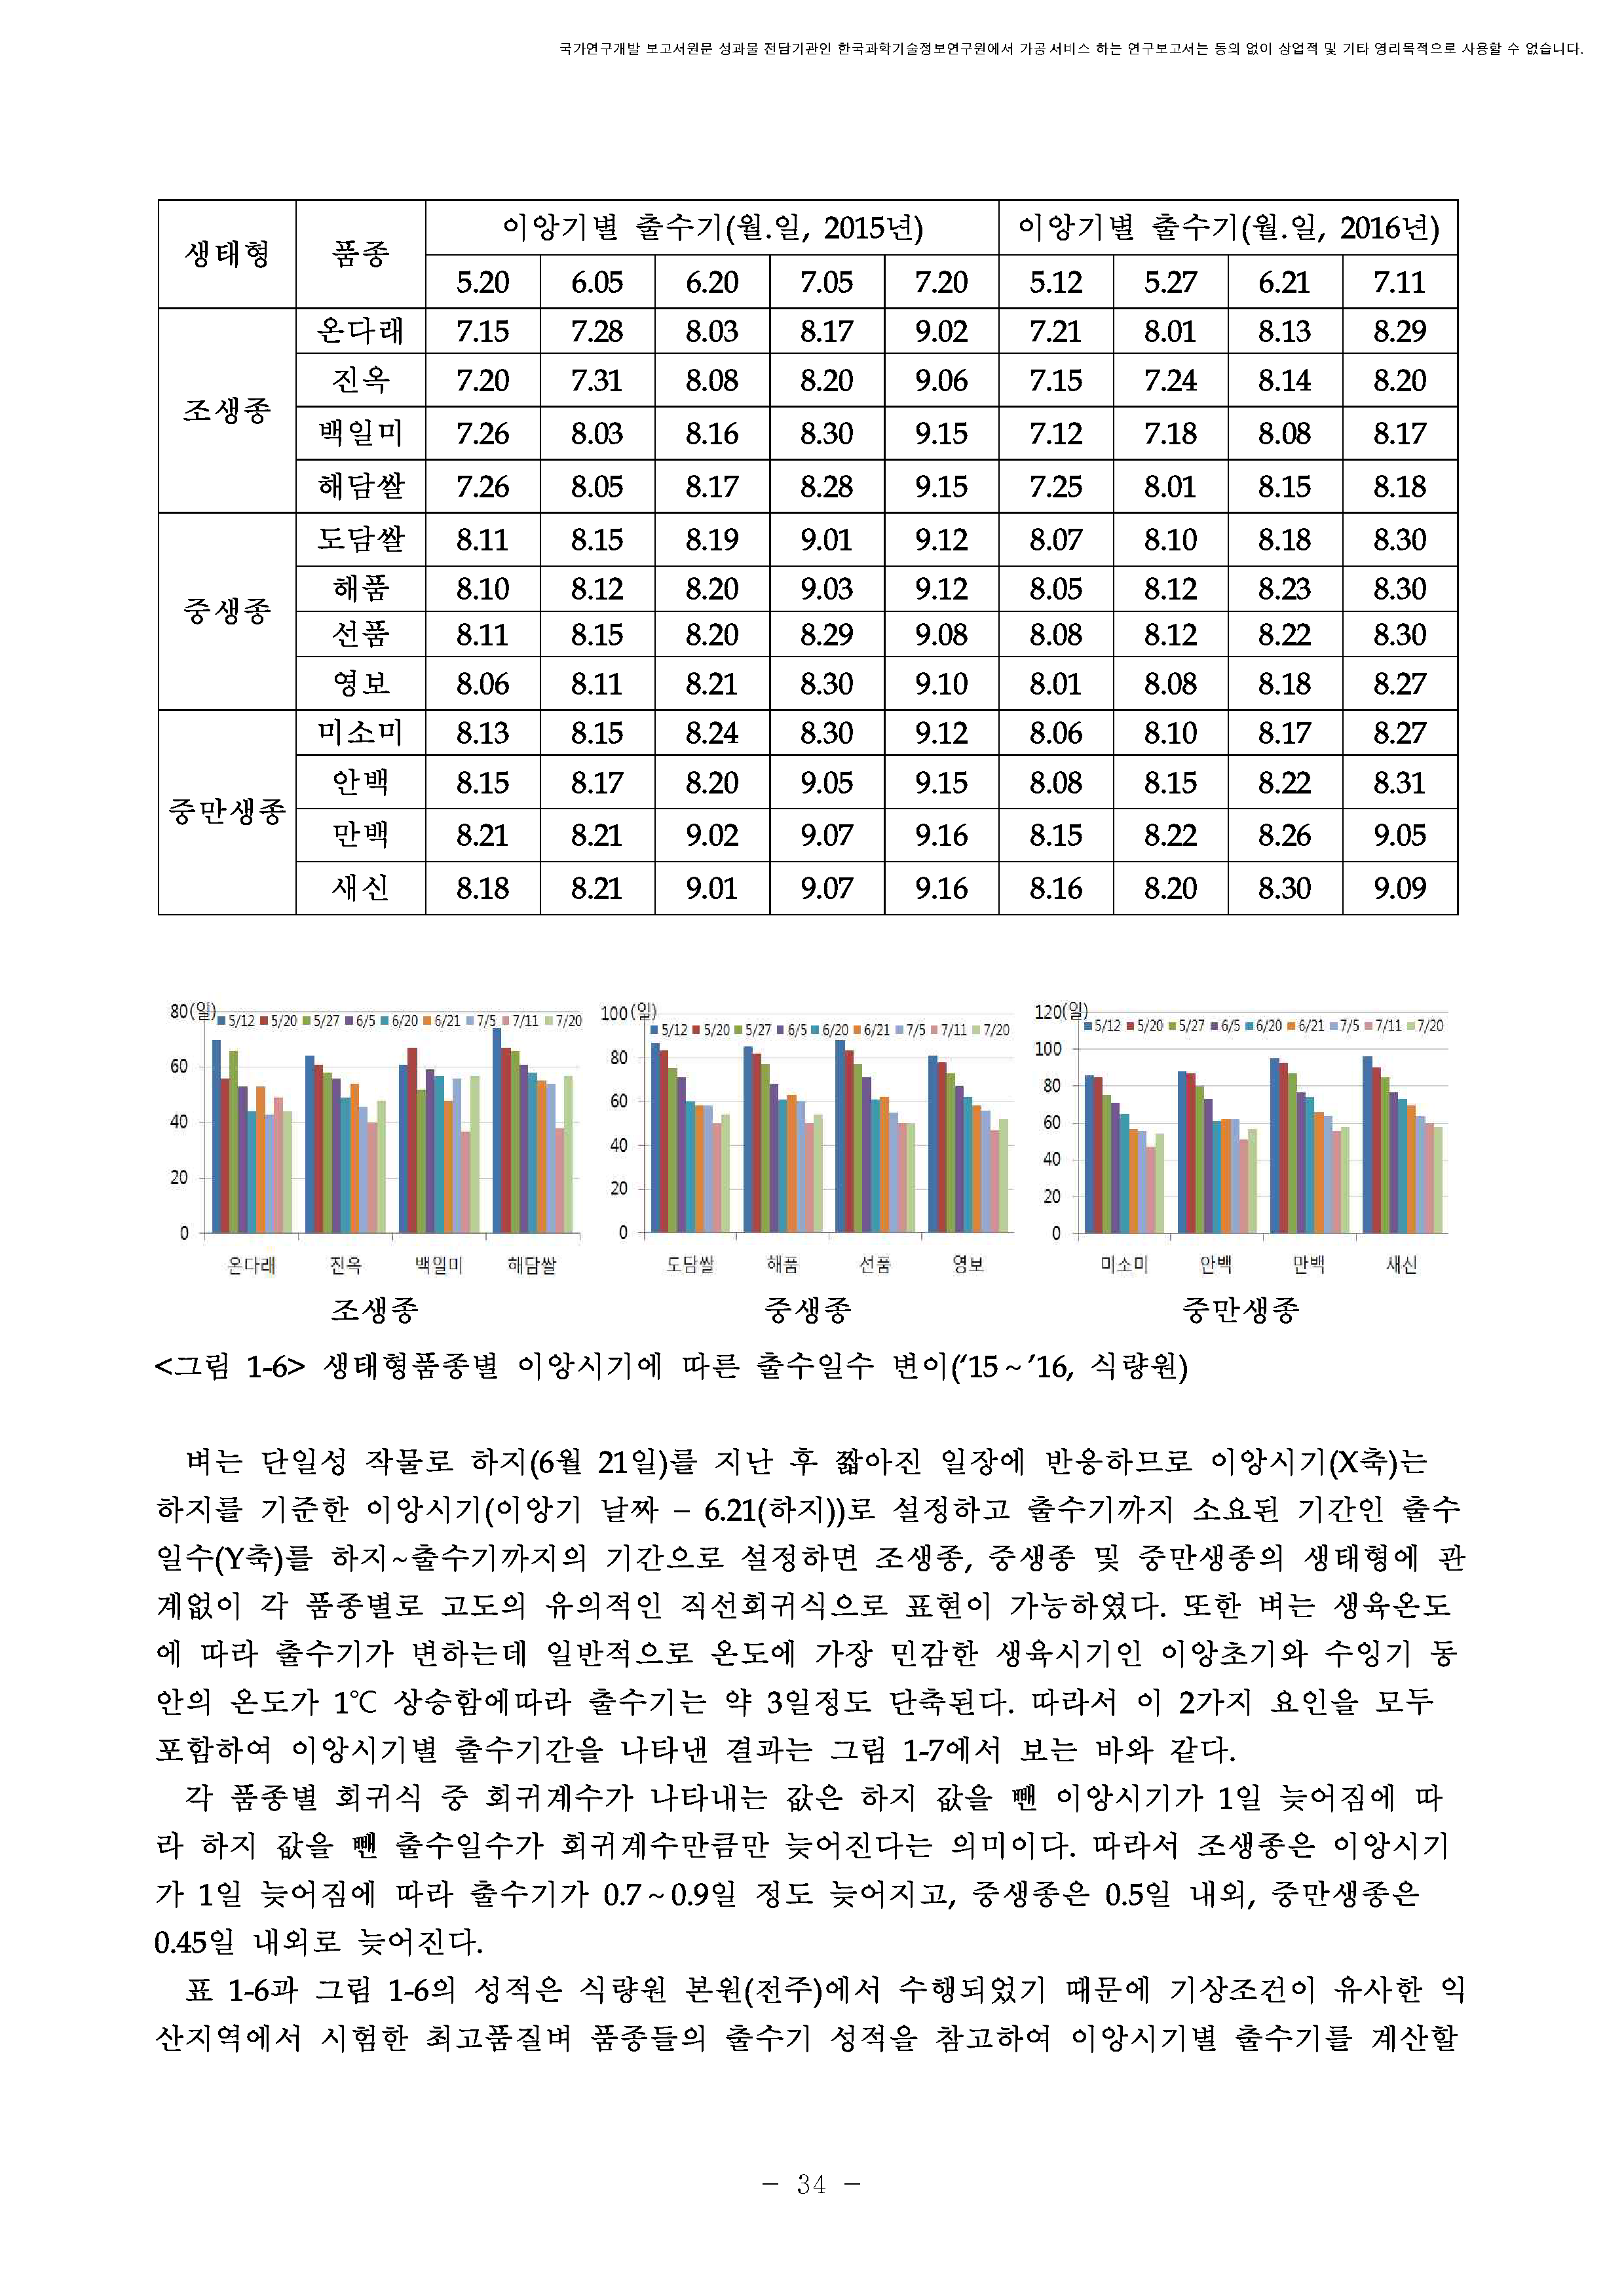 국가연구개발 보고서원문 성과물 전담기관인 한국과학기술정보연구원에서 가공·서비스 하는 연구보고서는 동의 없이 상업적 및 기타 영리목적으로 사용할 수 없습니다.
생태형 품종 이앙기별 출수기(월.일, 2015년) 이앙기별 출수기(월.일, 2016년)
5.20 6.05 6.20 7.05 7.20 5.12 5.27 6.21 7.11
조생종
온다래 7.15 7.28 8.03 8.17 9.02 7.21 8.01 8.13 8.29
진옥 7.20 7.31 8.08 8.20 9.06 7.15 7.24 8.14 8.20
백일미 7.26 8.03 8.16 8.30 9.15 7.12 7.18 8.08 8.17
해담쌀 7.26 8.05 8.17 8.28 9.15 7.25 8.01 8.15 8.18
중생종
도담쌀 8.11 8.15 8.19 9.01 9.12 8.07 8.10 8.18 8.30
해품 8.10 8.12 8.20 9.03 9.12 8.05 8.12 8.23 8.30
선품 8.11 8.15 8.20 8.29 9.08 8.08 8.12 8.22 8.30
영보 8.06 8.11 8.21 8.30 9.10 8.01 8.08 8.18 8.27
중만생종
미소미 8.13 8.15 8.24 8.30 9.12 8.06 8.10 8.17 8.27
안백 8.15 8.17 8.20 9.05 9.15 8.08 8.15 8.22 8.31
만백 8.21 8.21 9.02 9.07 9.16 8.15 8.22 8.26 9.05
새신 8.18 8.21 9.01 9.07 9.16 8.16 8.20 8.30 9.09
80(일)
5/12 5/20 5/27 6/5 6/20 6/21 7/5 7/11 7/20
60
40
20
0
온다래 진옥 백일미 해담쌀
조생종
100(일)
5/12 5/20 5/27 6/5 6/20 6/21 7/5 7/11 7/20
80
60
40
20
0
도담쌀 해품 선품 영보
중생종
120(일)
5/12 5/20 5/27 6/5 6/20 6/21 7/5 7/11 7/20
100
80
60
40
20
0
미소미 안백 만백 새신
중만생종
<그림 1-6> 생태형품종별 이앙시기에 따른 출수일수 변이(‘15~’16, 식량원)
벼는 단일성 작물로 하지(6월 21일)를 지난 후 짧아진 일장에 반응하므로 이앙시기(X축)는
하지를 기준한 이앙시기(이앙기 날짜 – 6.21(하지))로 설정하고 출수기까지 소요된 기간인 출수
일수(Y축)를 하지~출수기까지의 기간으로 설정하면 조생종, 중생종 및 중만생종의 생태형에 관
계없이 각 품종별로 고도의 유의적인 직선회귀식으로 표현이 가능하였다. 또한 벼는 생육온도
에 따라 출수기가 변하는데 일반적으로 온도에 가장 민감한 생육시기인 이앙초기와 수잉기 동
안의 온도가 1℃ 상승함에따라 출수기는 약 3일정도 단축된다. 따라서 이 2가지 요인을 모두
포함하여 이앙시기별 출수기간을 나타낸 결과는 그림 1-7에서 보는 바와 같다.
각 품종별 회귀식 중 회귀계수가 나타내는 값은 하지 값을 뺀 이앙시기가 1일 늦어짐에 따
라 하지 값을 뺀 출수일수가 회귀계수만큼만 늦어진다는 의미이다. 따라서 조생종은 이앙시기
가 1일 늦어짐에 따라 출수기가 0.7~0.9일 정도 늦어지고, 중생종은 0.5일 내외, 중만생종은
0.45일 내외로 늦어진다.
표 1-6과 그림 1-6의 성적은 식량원 본원(전주)에서 수행되었기 때문에 기상조건이 유사한 익
산지역에서 시험한 최고품질벼 품종들의 출수기 성적을 참고하여 이앙시기별 출수기를 계산할
- 34 -